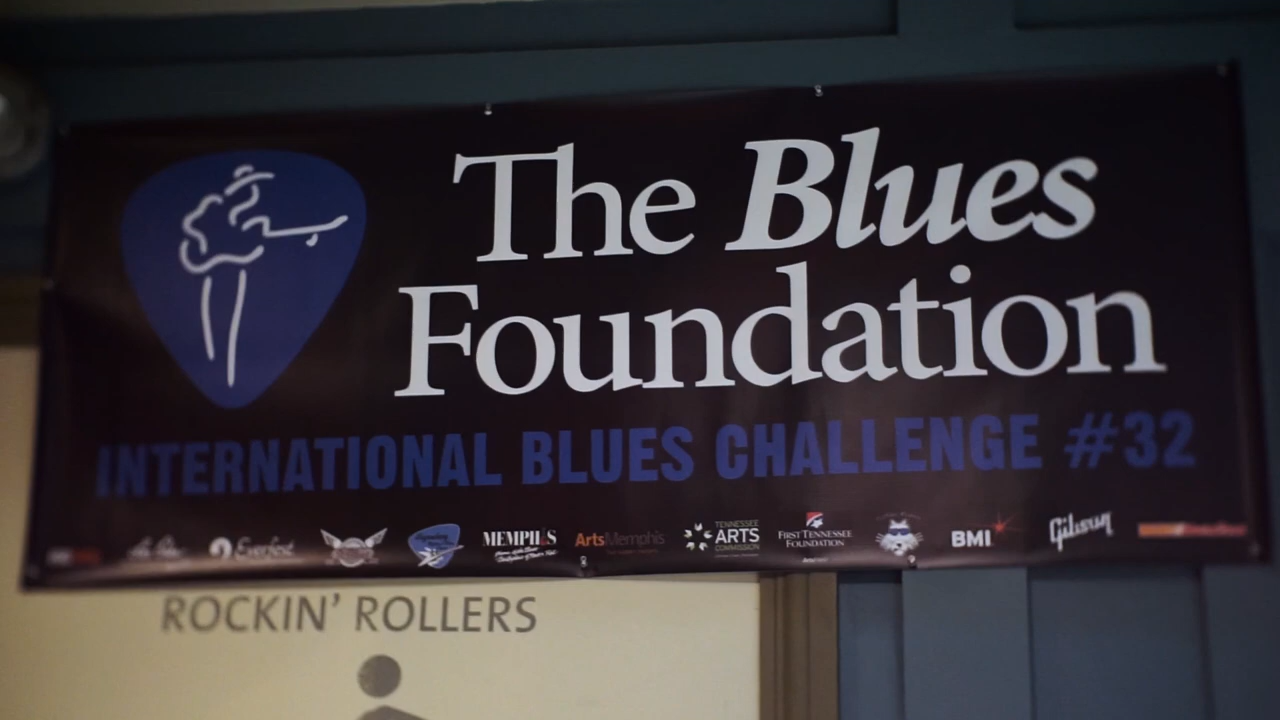 The Blues
Foundation
INTERNATIONAL BLUES CHALLENGE #32
Everfest
MEMPHIS
ArtsMemphis
TENNESSEE
ARTS
COMMISSION
FIRST TENNESSEE
FOUNDATION
BMI
Gibson
ROCKIN' ROLLERS